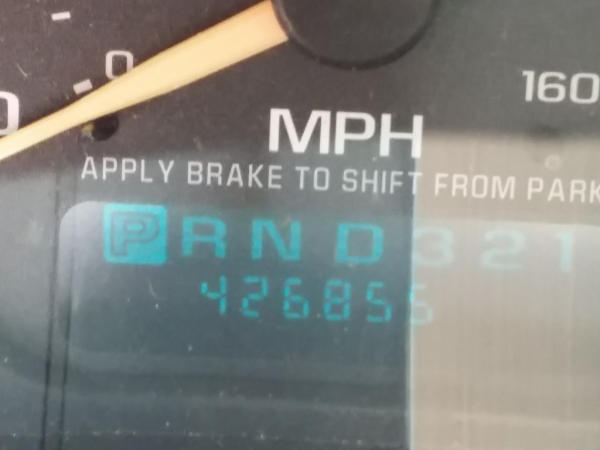 0
160
MPH
APPLY BRAKE TO SHIFT FROM PARK
P R N D 3 2 1
426855